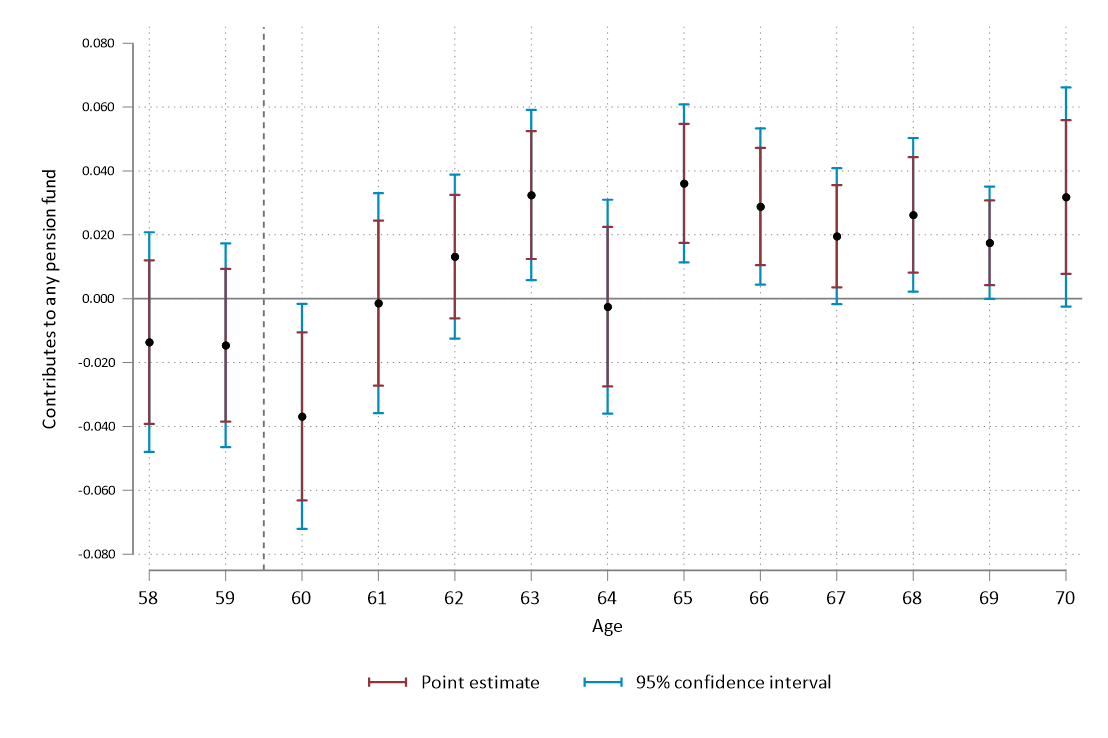 Contributes to any pension fund
0.080
0.060
0.040
0.020
0.000
-0.020
-0.040
-0.060
-0.080
58 59 60 61 62 63 64 65 66 67 68 69 70
Age
Point estimate 95% confidence interval